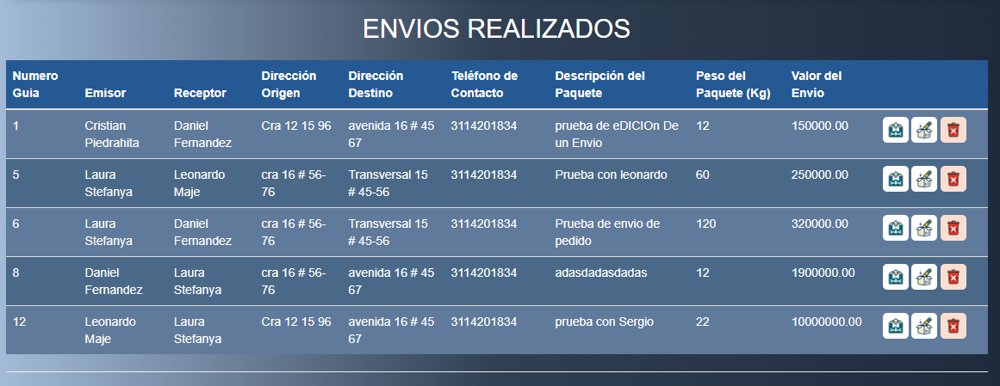 ENVIOS REALIZADOS
Numero Guia Emisor Receptor Dirección Origen Dirección Destino Teléfono de Contacto Descripción del Paquete Peso del Paquete (Kg) Valor del Envío
1 Cristian Piedrahita Daniel Fernandez Cra 12 15 96 avenida 16 # 45 67 3114201834 prueba de eDICIOn De un Envio 12 150000.00
5 Laura Stefanya Leonardo Maje cra 16 # 56-76 Transversal 15 # 45-56 3114201834 Prueba con leonardo 60 250000.00
6 Laura Stefanya Daniel Fernandez cra 16 # 56-76 Transversal 15 # 45-56 3114201834 Prueba de envio de pedido 120 320000.00
8 Daniel Fernandez Laura Stefanya cra 16 # 56-76 avenida 16 # 45 67 3114201834 adasdasdasdas 12 1900000.00
12 Leonardo Maje Laura Stefanya Cra 12 15 96 avenida 16 # 45 67 3114201834 prueba con Sergio 22 10000000.00